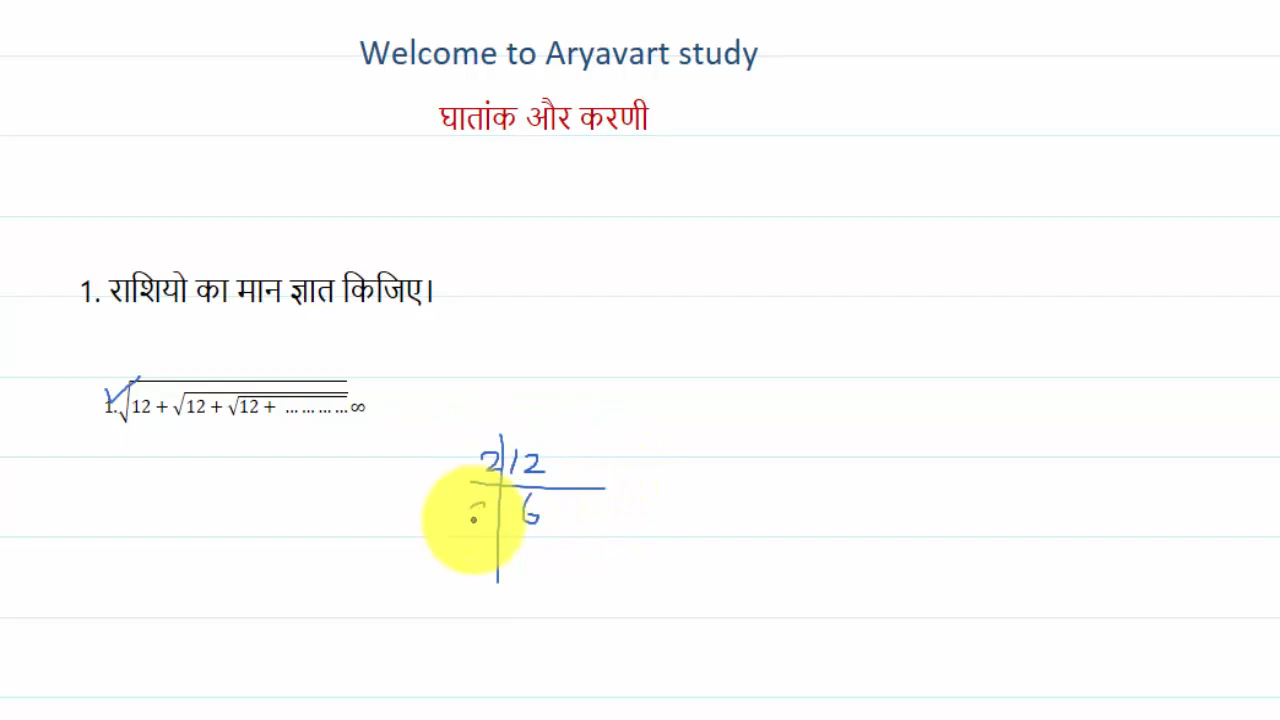 Welcome to Aryavart study
घातांक और करणी
1. राशियो का मान ज्ञात किजिए।
1.√12 + √12 + √12 + … … … … ∞
2 12
6